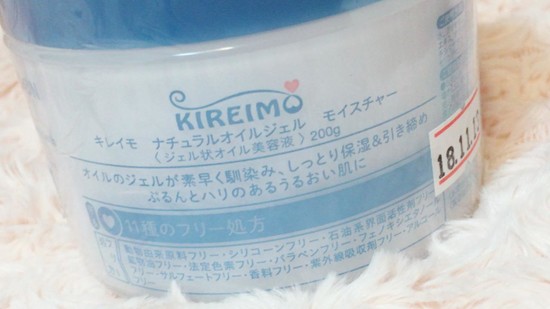 KIREIMO
キレイモ ナチュラルオイルジェル モイスチャー
〈ジェル状オイル美容液〉200g
オイルのジェルが素早く馴染み、しっとり保湿&引き締め
ぷるんとハリのあるうるおい肌に
11種のフリー処方
動物由来原料フリー・シリコーンフリー・石油系界面活性剤フリー
鉱物油フリー・法定色素フリー・パラベンフリー・フェノキシエタノ
フリー・サルフェートフリー・香料フリー・紫外線吸収剤フリー・アルコール
18.11.1